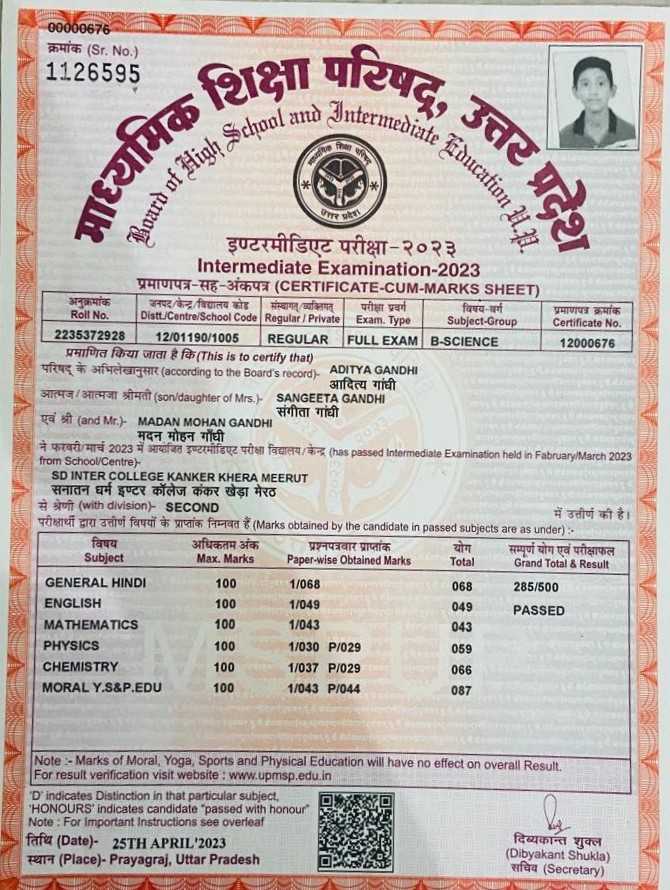 00000676
क्रमांक (Sr. No.)
1126595
माध्यमिक शिक्षा परिषद्, उत्तर प्रदेश
Board of High School and Intermediate Education U.P.
माध्यमिक शिक्षा परिषद
उत्तर प्रदेश
इण्टरमीडिएट परीक्षा-२०२३
Intermediate Examination-2023
प्रमाणपत्र-सह-अंकपत्र (CERTIFICATE-CUM-MARKS SHEET)
अनुक्रमांक जनपद/केन्द्र/विद्यालय कोड संस्थागत/व्यक्तिगत परीक्षा प्रवर्ग विषय-वर्ग प्रमाणपत्र क्रमांक
Roll No. Distt./Centre/School Code Regular / Private Exam. Type Subject-Group Certificate No.
2235372928 12/01190/1005 REGULAR FULL EXAM B-SCIENCE 12000676
प्रमाणित किया जाता है कि (This is to certify that)
परिषद् के अभिलेखानुसार (according to the Board's record)- ADITYA GANDHI
आदित्य गांधी
आत्मज/आत्मजा श्रीमती (son/daughter of Mrs.)- SANGEETA GANDHI
संगीता गांधी
एवं श्री (and Mr.)- MADAN MOHAN GANDHI
मदन मोहन गाँधी
ने फरवरी/मार्च 2023 में आयोजित इण्टरमीडिएट परीक्षा विद्यालय/केन्द्र (has passed Intermediate Examination held in Fabruary/March 2023
from School/Centre)-
SD INTER COLLEGE KANKER KHERA MEERUT
सनातन धर्म इण्टर कॉलेज कंकर खेड़ा मेरठ
से श्रेणी (with division)- SECOND में उत्तीर्ण की है।
परीक्षार्थी द्वारा उत्तीर्ण विषयों के प्राप्तांक निम्नवत हैं (Marks obtained by the candidate in passed subjects are as under) :-
विषय अधिकतम अंक प्रश्नपत्रवार प्राप्तांक योग सम्पूर्ण योग एवं परीक्षाफल
Subject Max. Marks Paper-wise Obtained Marks Total Grand Total & Result
GENERAL HINDI 100 1/068 068 285/500
ENGLISH 100 1/049 049 PASSED
MATHEMATICS 100 1/043 043
PHYSICS 100 1/030 P/029 059
CHEMISTRY 100 1/037 P/029 066
MORAL Y.S&P.EDU 100 1/043 P/044 087
Note :- Marks of Moral, Yoga, Sports and Physical Education will have no effect on overall Result.
For result verification visit website : www.upmsp.edu.in
'D' indicates Distinction in that particular subject,
'HONOURS' indicates candidate "passed with honour"
Note : For Important Instructions see overleaf
तिथि (Date)- 25TH APRIL'2023
स्थान (Place)- Prayagraj, Uttar Pradesh
दिव्यकान्त शुक्ल
(Dibyakant Shukla)
सचिव (Secretary)